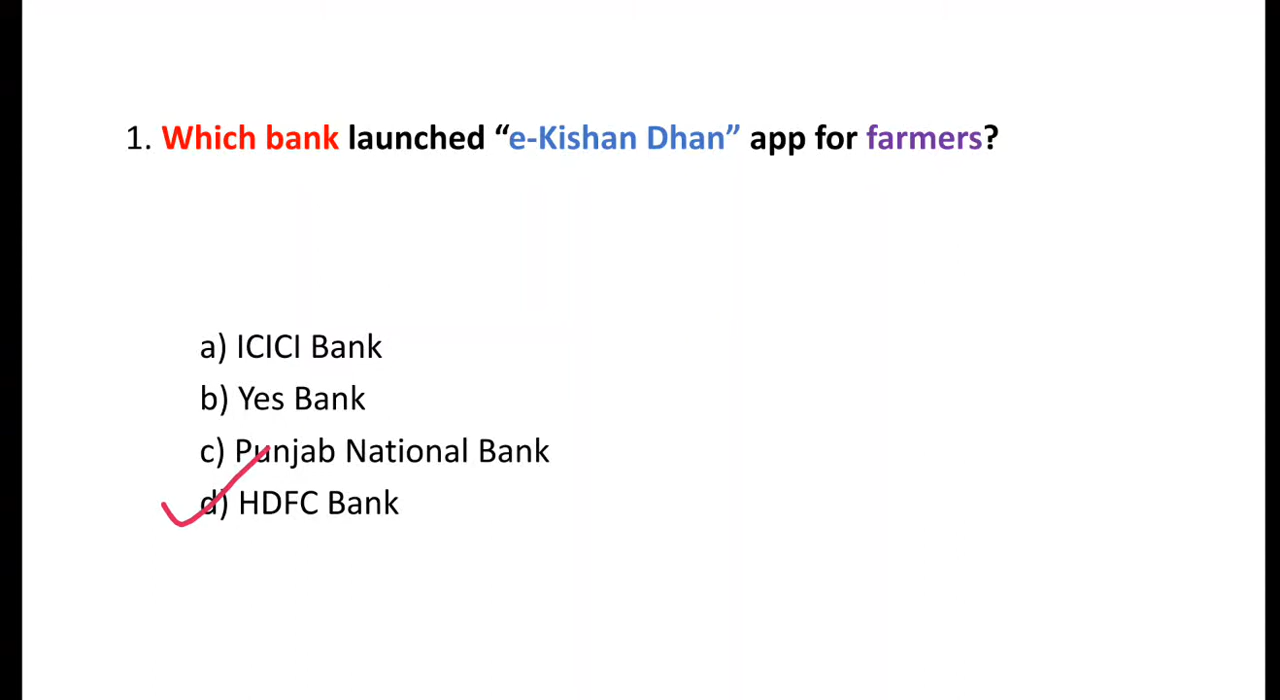 1. Which bank launched “e-Kishan Dhan” app for farmers?
a) ICICI Bank
b) Yes Bank
c) Punjab National Bank
d) HDFC Bank